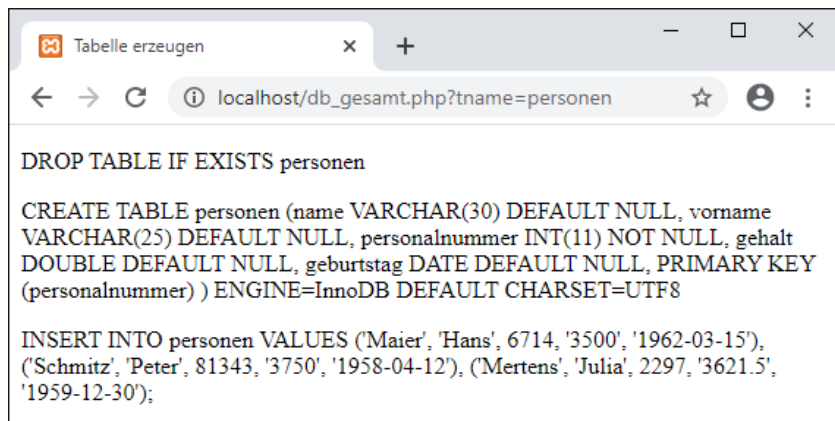 Tabelle erzeugen
localhost/db_gesamt.php?tname=personen
DROP TABLE IF EXISTS personen
CREATE TABLE personen (name VARCHAR(30) DEFAULT NULL, vorname
VARCHAR(25) DEFAULT NULL, personalnummer INT(11) NOT NULL, gehalt
DOUBLE DEFAULT NULL, geburtstag DATE DEFAULT NULL, PRIMARY KEY
(personalnummer) ) ENGINE=InnoDB DEFAULT CHARSET=UTF8
INSERT INTO personen VALUES ('Maier', 'Hans', 6714, '3500', '1962-03-15'),
('Schmitz', 'Peter', 81343, '3750', '1958-04-12'), ('Mertens', 'Julia', 2297, '3621.5',
'1959-12-30');